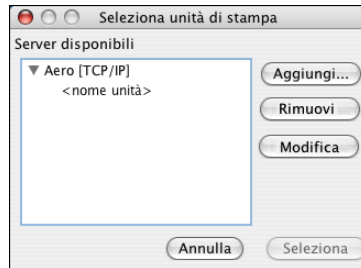 Seleziona unità di stampa
Server disponibili
▼ Aero [TCP/IP]
<nome unità>
Aggiungi...
Rimuovi
Modifica
Annulla
Seleziona